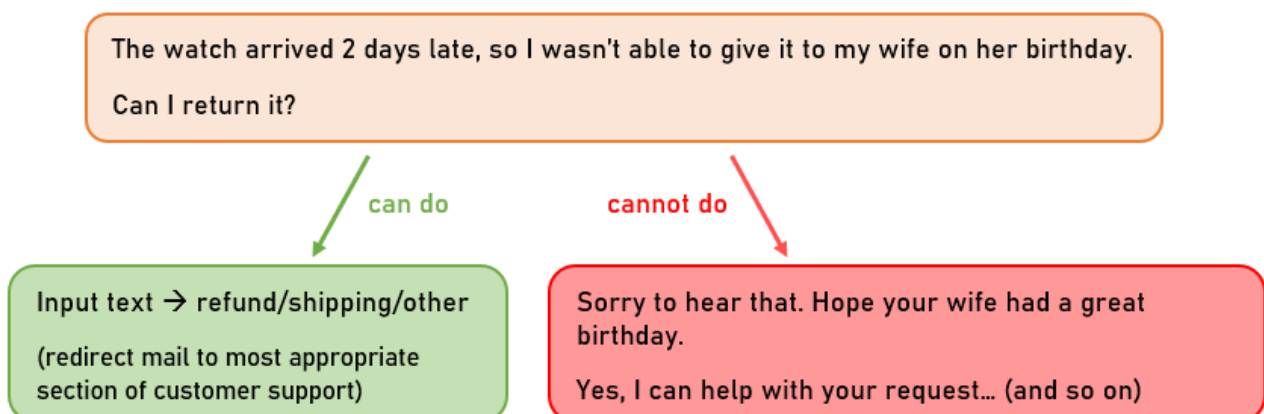 The watch arrived 2 days late, so I wasn't able to give it to my wife on her birthday.
Can I return it?
can do
cannot do
Input text → refund/shipping/other
(redirect mail to most appropriate
section of customer support)
Sorry to hear that. Hope your wife had a great
birthday.
Yes, I can help with your request... (and so on)